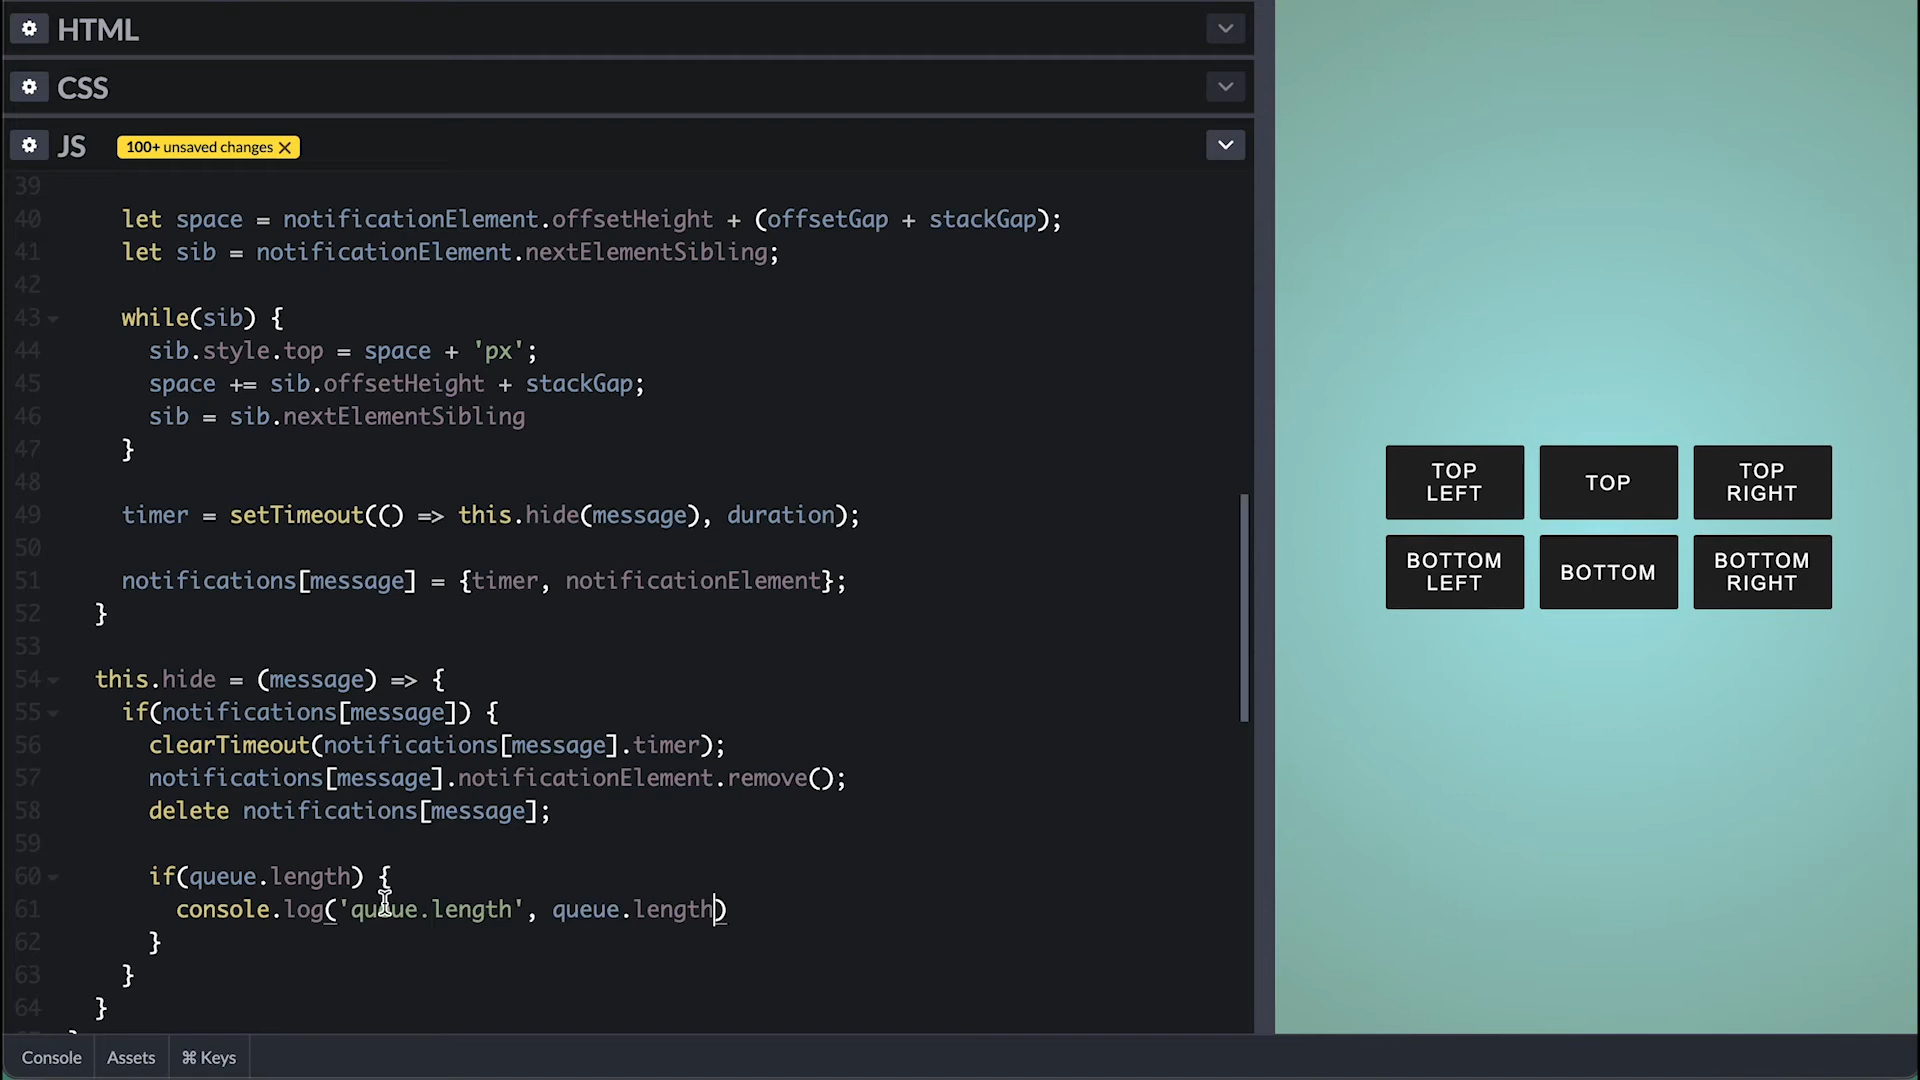 HTML
CSS
JS 100+ unsaved changes
39
40 let space = notificationElement.offsetHeight + (offsetGap + stackGap);
41 let sib = notificationElement.nextElementSibling;
42
43 while(sib) {
44 sib.style.top = space + 'px';
45 space += sib.offsetHeight + stackGap;
46 sib = sib.nextElementSibling
47 }
48
49 timer = setTimeout(() => this.hide(message), duration);
50
51 notifications[message] = {timer, notificationElement};
52 }
53
54 this.hide = (message) => {
55 if(notifications[message]) {
56 clearTimeout(notifications[message].timer);
57 notifications[message].notificationElement.remove();
58 delete notifications[message];
59
60 if(queue.length) {
61 console.log('queue.length', queue.length)
62 }
63 }
64 }
Console Assets ⌘ Keys
TOP
LEFT
TOP
TOP
RIGHT
BOTTOM
LEFT
BOTTOM
BOTTOM
RIGHT